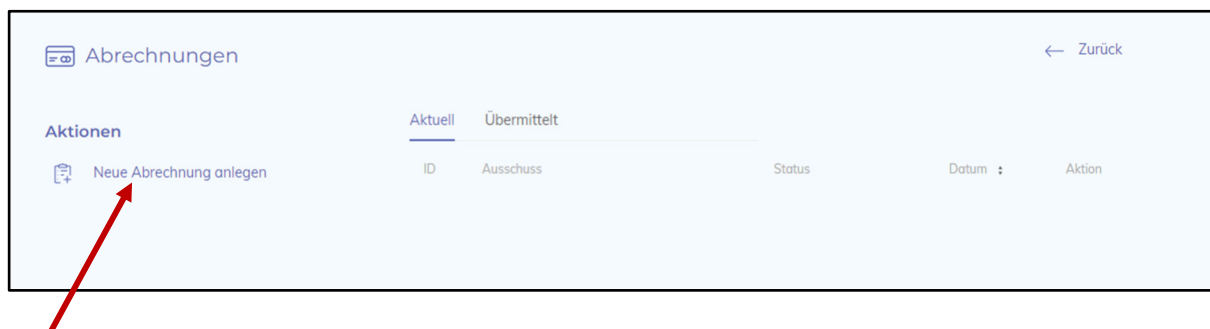 Abrechnungen
← Zurück
Aktionen
Aktuell Übermittelt
Neue Abrechnung anlegen
ID Ausschuss Status Datum Aktion